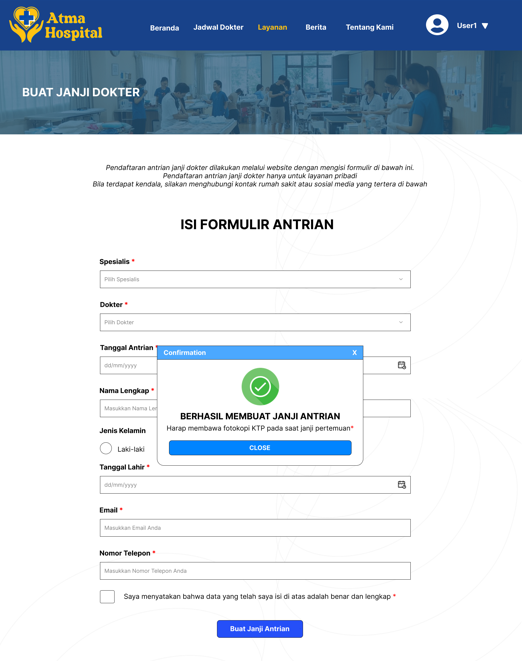 Atma
Hospital
Beranda
Jadwal Dokter
Layanan
Berita
Tentang Kami
User1
BUAT JANJI DOKTER
Pendaftaran antrian janji dokter dilakukan melalui website dengan mengisi formulir di bawah ini.
Pendaftaran antrian janji dokter hanya untuk layanan pribadi
Bila terdapat kendala, silakan menghubungi kontak rumah sakit atau sosial media yang tertera di bawah
ISI FORMULIR ANTRIAN
Spesialis *
Pilih Spesialis
Dokter *
Pilih Dokter
Tanggal Antrian *
dd/mm/yyyy
Confirmation
X
BERHASIL MEMBUAT JANJI ANTRIAN
Harap membawa fotokopi KTP pada saat janji pertemuan*
CLOSE
Nama Lengkap *
Masukkan Nama
Jenis Kelamin
Laki-laki
Tanggal Lahir *
dd/mm/yyyy
Email *
Masukkan Email Anda
Nomor Telepon *
Masukkan Nomor Telepon Anda
Saya menyatakan bahwa data yang telah saya isi di atas adalah benar dan lengkap *
Buat Janji Antrian